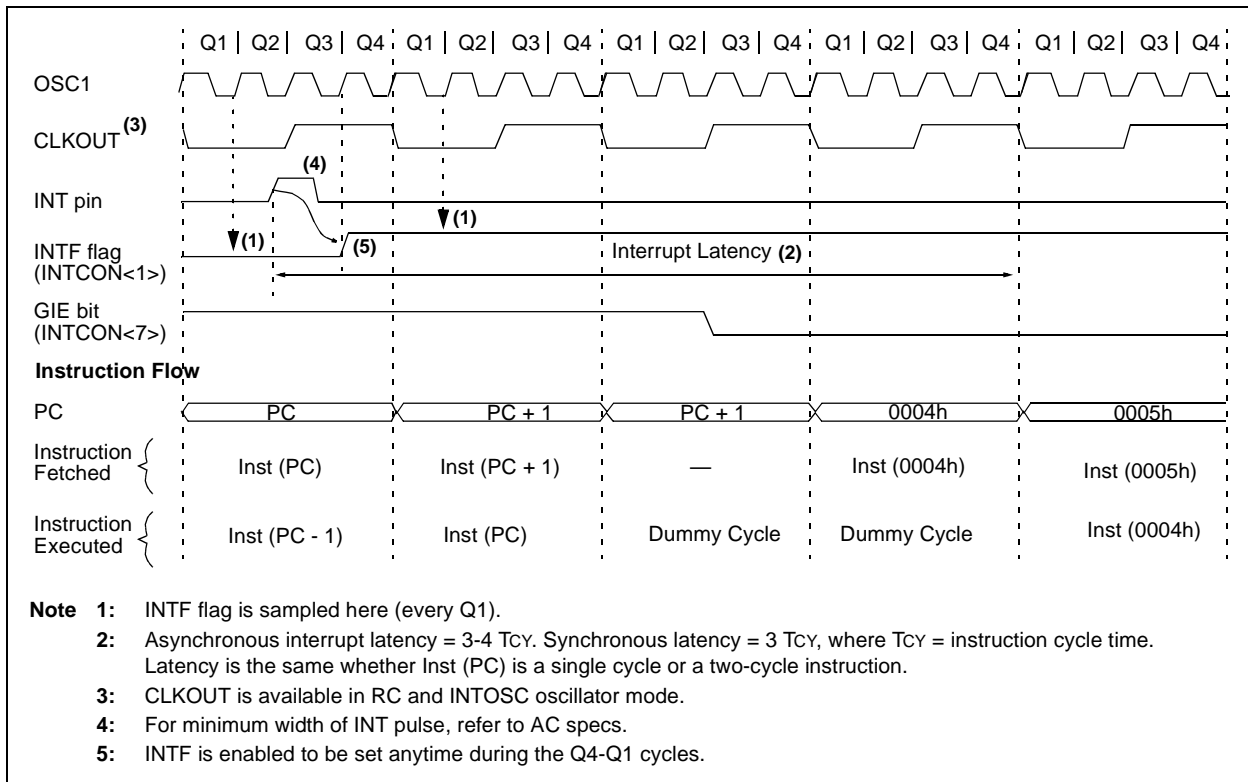 Q1 | Q2 | Q3 | Q4 Q1 | Q2 | Q3 | Q4 Q1 | Q2 | Q3 | Q4 Q1 | Q2 | Q3 | Q4 Q1 | Q2 | Q3 | Q4
OSC1
CLKOUT (3)
(4)
INT pin
(1)
(1)
(5)
INTF flag
(INTCON<1>)
Interrupt Latency (2)
GIE bit
(INTCON<7>)
Instruction Flow
PC PC PC + 1 PC + 1 0004h 0005h
Instruction
Fetched
Inst (PC) Inst (PC + 1) — Inst (0004h) Inst (0005h)
Instruction
Executed
Inst (PC - 1) Inst (PC) Dummy Cycle Dummy Cycle Inst (0004h)
Note 1: INTF flag is sampled here (every Q1).
2: Asynchronous interrupt latency = 3-4 TCY. Synchronous latency = 3 TCY, where TCY = instruction cycle time.
Latency is the same whether Inst (PC) is a single cycle or a two-cycle instruction.
3: CLKOUT is available in RC and INTOSC oscillator mode.
4: For minimum width of INT pulse, refer to AC specs.
5: INTF is enabled to be set anytime during the Q4-Q1 cycles.